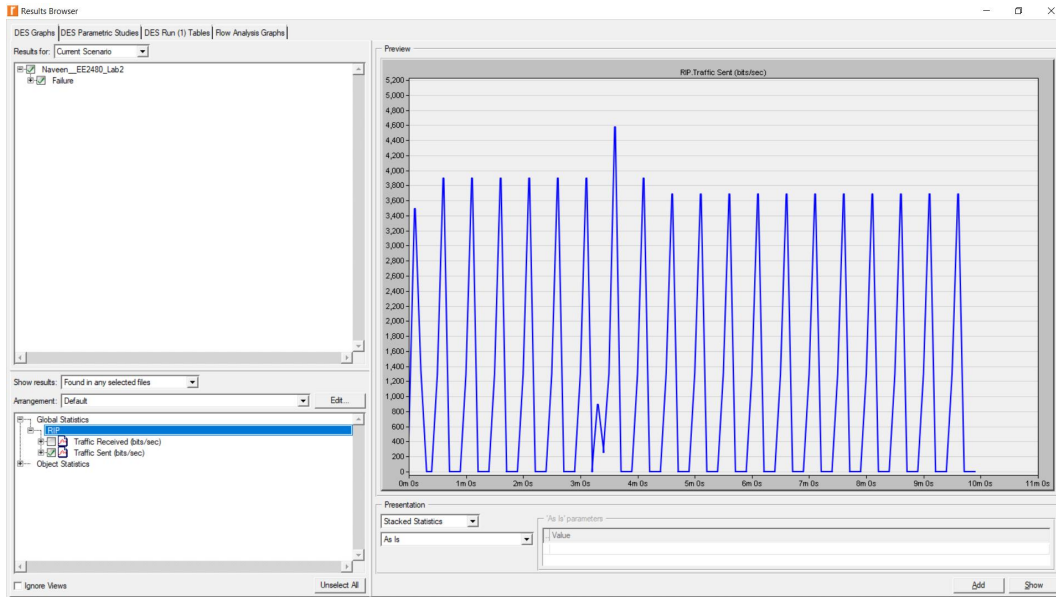 Results Browser
DES Graphs DES Parametric Studies DES Run (1) Tables Flow Analysis Graphs
Results for: Current Scenario
Naveen__EE2480_Lab2
Failure
Show results: Found in any selected files
Arrangement: Default Edit...
Global Statistics
RIP
Traffic Received (bits/sec)
Traffic Sent (bits/sec)
Object Statistics
Ignore Views Unselect All
Preview
RIP.Traffic Sent (bits/sec)
5,200
5,000
4,800
4,600
4,400
4,200
4,000
3,800
3,600
3,400
3,200
3,000
2,800
2,600
2,400
2,200
2,000
1,800
1,600
1,400
1,200
1,000
800
600
400
200
0
0m 0s 1m 0s 2m 0s 3m 0s 4m 0s 5m 0s 6m 0s 7m 0s 8m 0s 9m 0s 10m 0s 11m 0s
Presentation
Stacked Statistics
As Is
'As Is' parameters
Value
Add Show